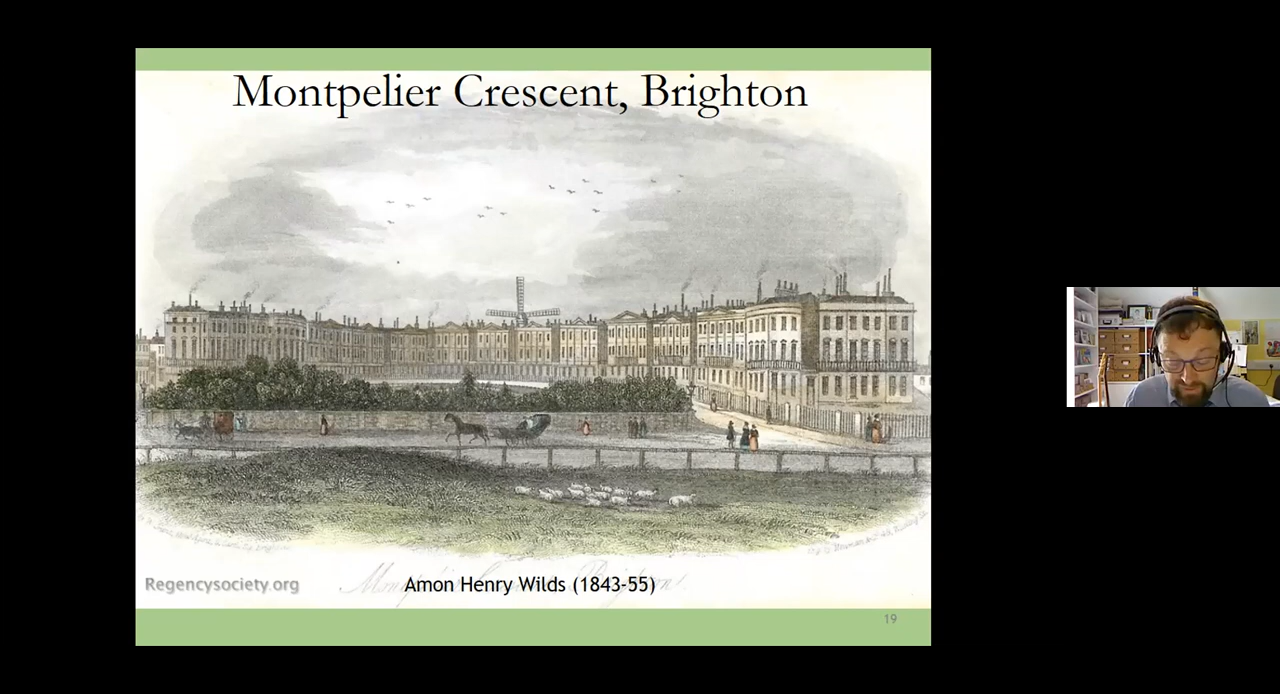 Montpelier Crescent, Brighton
Regencysociety.org
Amon Henry Wilds (1843-55)
19